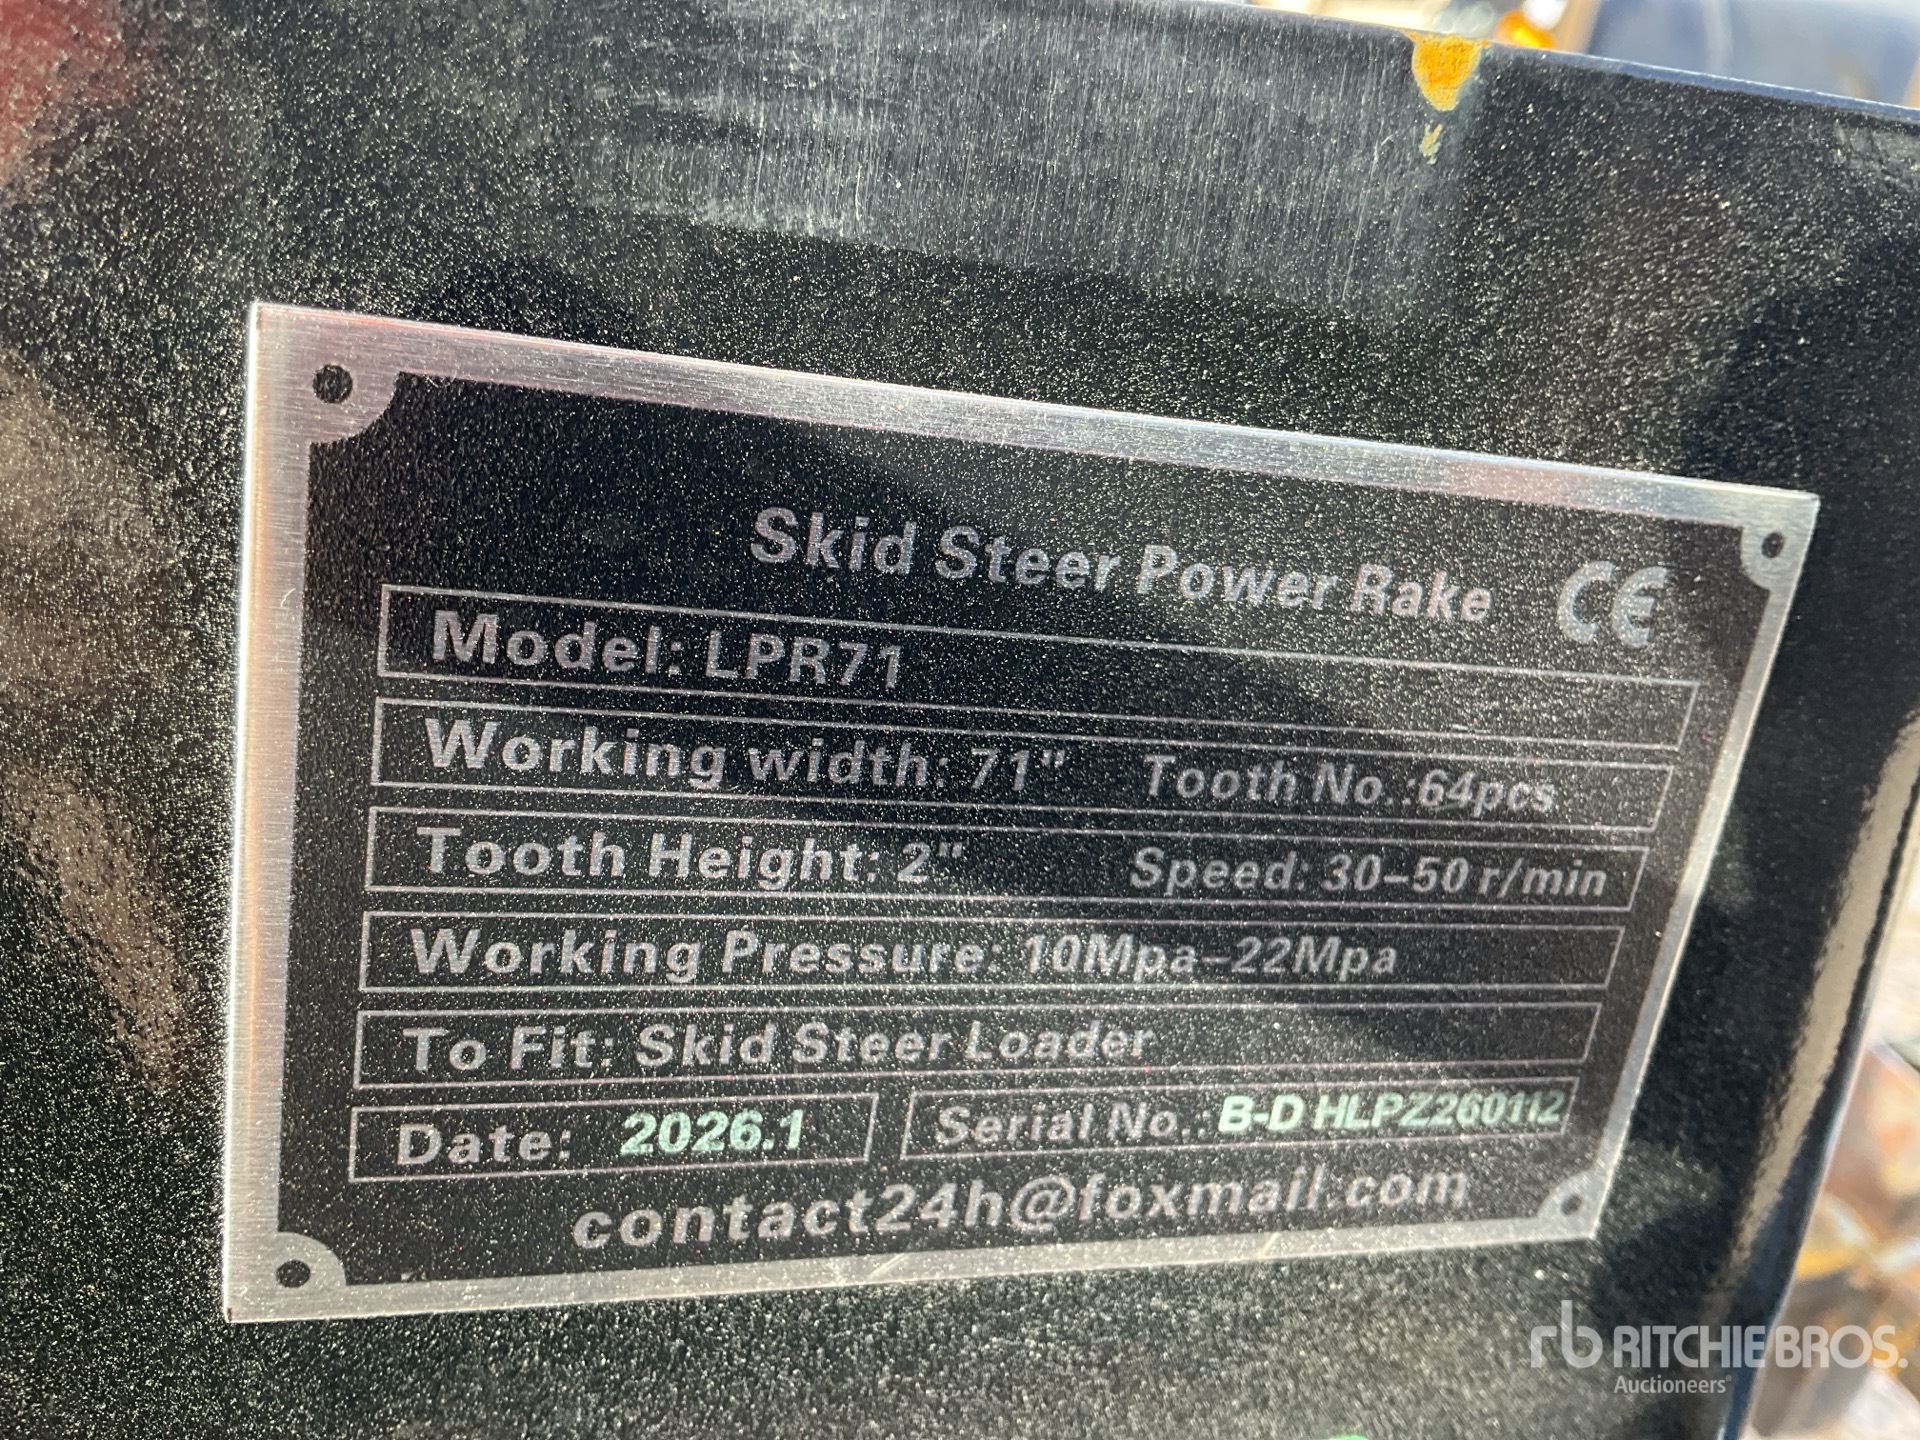 Skid Steer Power Rake CE
Model: LPR71
Working width: 71" Tooth No.:64pcs
Tooth Height: 2" Speed: 30-50 r/min
Working Pressure: 10Mpa-22Mpa
To Fit: Skid Steer Loader
Date: 2026.1 Serial No.: B-D HLPZ260112
contact24h@foxmail.com
rb RITCHIE BROS.
Auctioneers